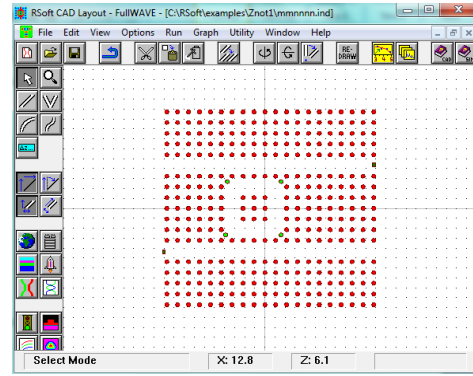 RSoft CAD Layout - FullWAVE - [C:\RSoft\examples\Znot1\mmnnnn.ind]
File Edit View Options Run Graph Utility Window Help
RE-
DRAW
CAD
Select Mode
X: 12.8
Z: 6.1